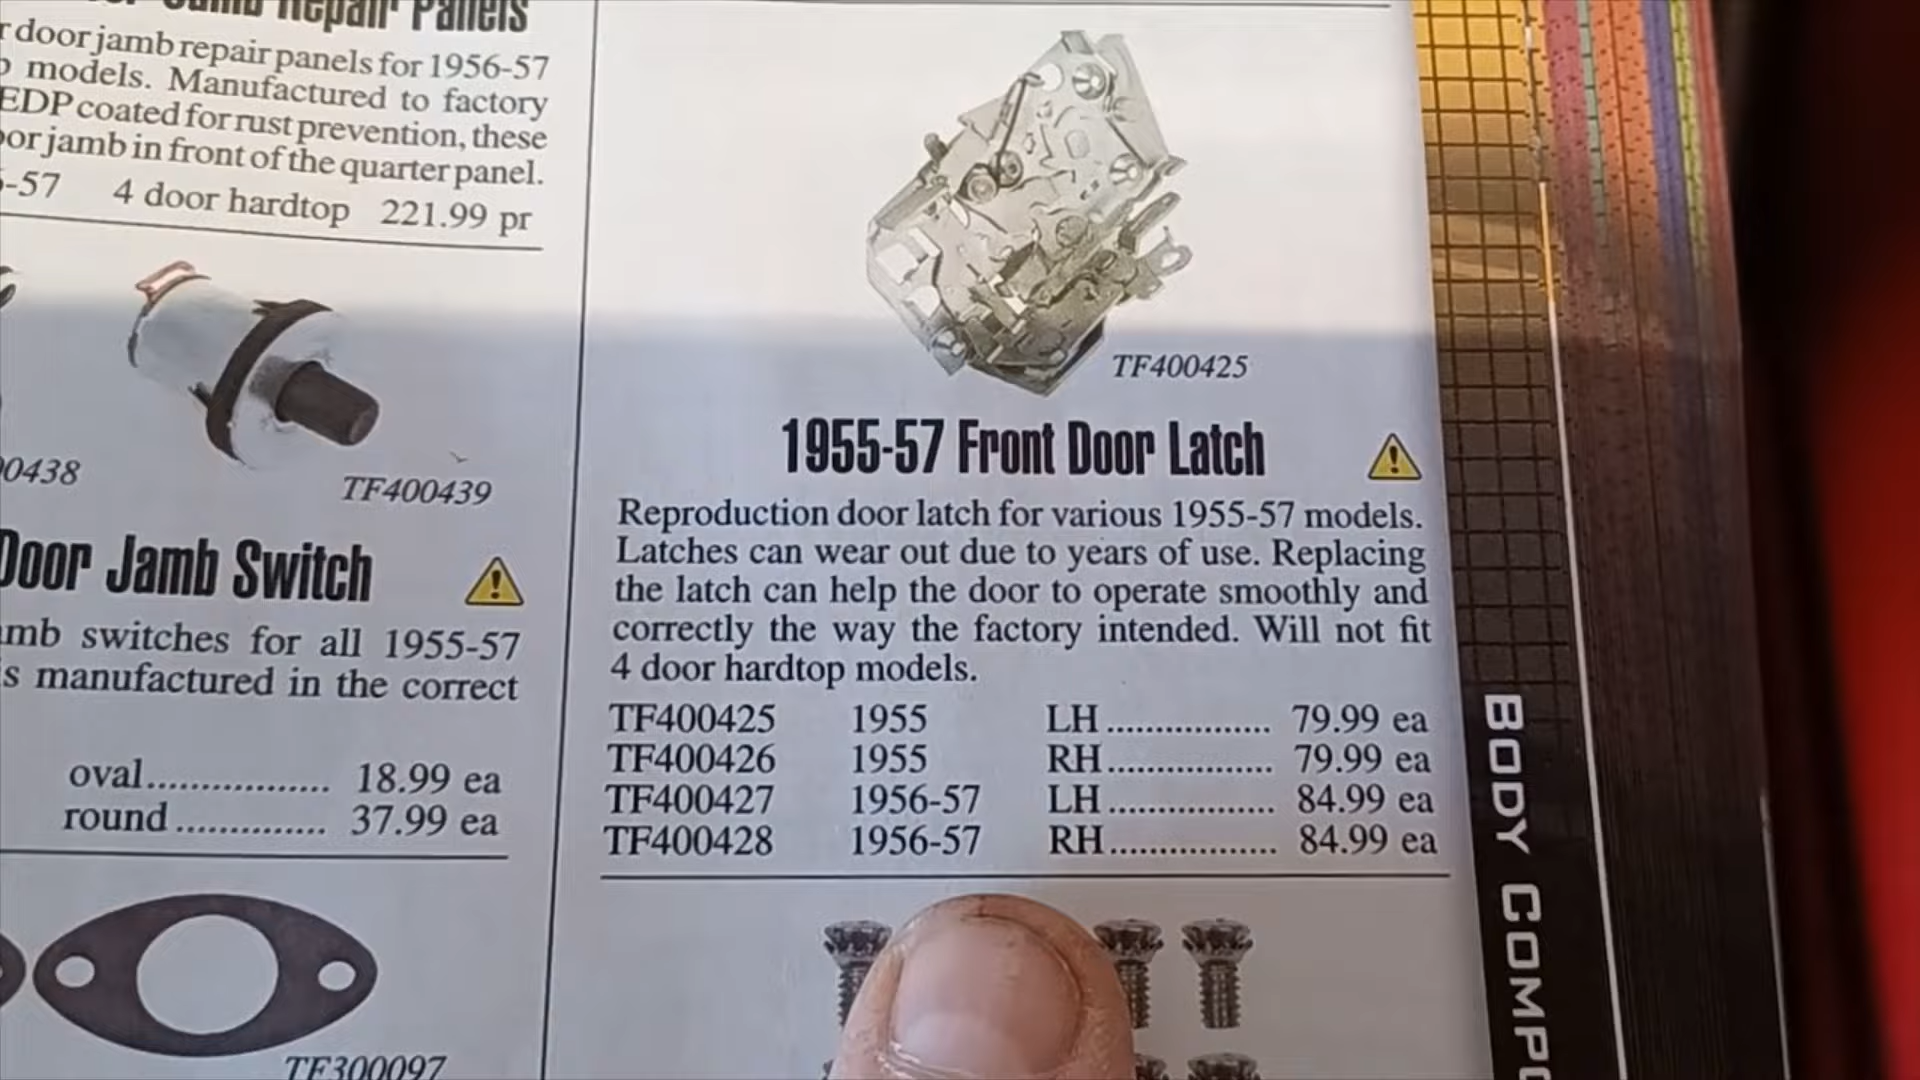 Jamb Repair Panels
door jamb repair panels for 1956-57
models. Manufactured to factory
EDP coated for rust prevention, these
jamb in front of the quarter panel.
-57 4 door hardtop 221.99 pr
0438
TF400439
Door Jamb Switch
switches for all 1955-57
manufactured in the correct
oval.................. 18.99 ea
round .............. 37.99 ea
TF300097
TF400425
1955-57 Front Door Latch
Reproduction door latch for various 1955-57 models.
Latches can wear out due to years of use. Replacing
the latch can help the door to operate smoothly and
correctly the way the factory intended. Will not fit
4 door hardtop models.
TF400425 1955 LH ................ 79.99 ea
TF400426 1955 RH ................ 79.99 ea
TF400427 1956-57 LH ................ 84.99 ea
TF400428 1956-57 RH ................ 84.99 ea
BODY